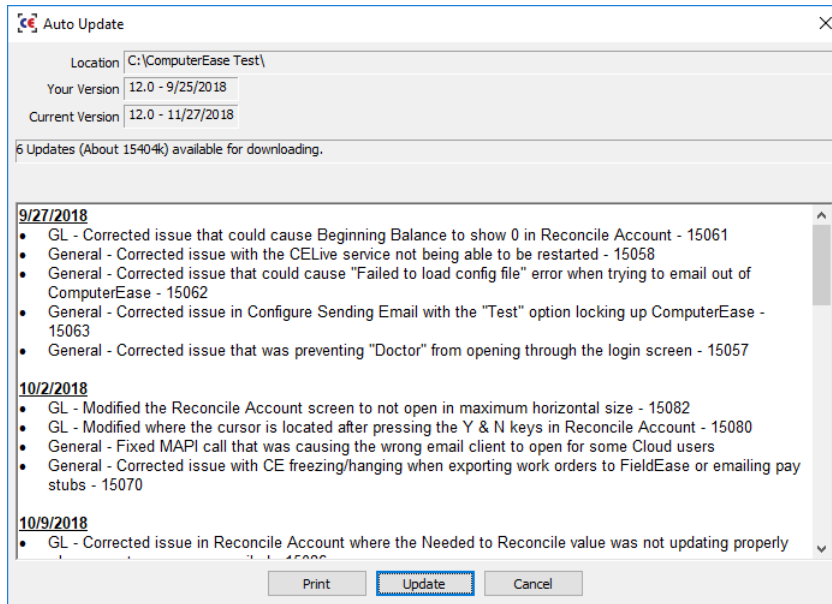 CE Auto Update
Location C:\ComputerEase Test\
Your Version 12.0 - 9/25/2018
Current Version 12.0 - 11/27/2018
6 Updates (About 15404k) available for downloading.
9/27/2018
• GL - Corrected issue that could cause Beginning Balance to show 0 in Reconcile Account - 15061
• General - Corrected issue with the CELive service not being able to be restarted - 15058
• General - Corrected issue that could cause "Failed to load config file" error when trying to email out of
ComputerEase - 15062
• General - Corrected issue in Configure Sending Email with the "Test" option locking up ComputerEase -
15063
• General - Corrected issue that was preventing "Doctor" from opening through the login screen - 15057
10/2/2018
• GL - Modified the Reconcile Account screen to not open in maximum horizontal size - 15082
• GL - Modified where the cursor is located after pressing the Y & N keys in Reconcile Account - 15080
• General - Fixed MAPI call that was causing the wrong email client to open for some Cloud users
• General - Corrected issue with CE freezing/hanging when exporting work orders to FieldEase or emailing pay
stubs - 15070
10/9/2018
• GL - Corrected issue in Reconcile Account where the Needed to Reconcile value was not updating properly
Print Update Cancel